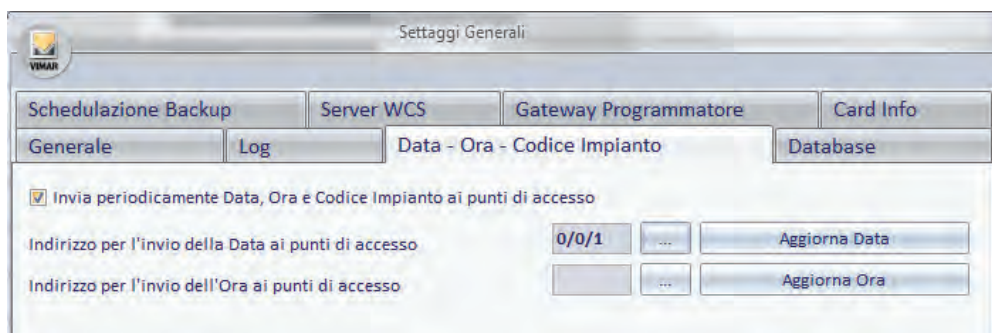 Settaggi Generali
VIMAR
Schedulazione Backup Server WCS Gateway Programmatore Card Info
Generale Log Data - Ora - Codice Impianto Database
Invia periodicamente Data, Ora e Codice Impianto ai punti di accesso
Indirizzo per l'invio della Data ai punti di accesso 0/0/1 ... Aggiorna Data
Indirizzo per l'invio dell'Ora ai punti di accesso ... Aggiorna Ora